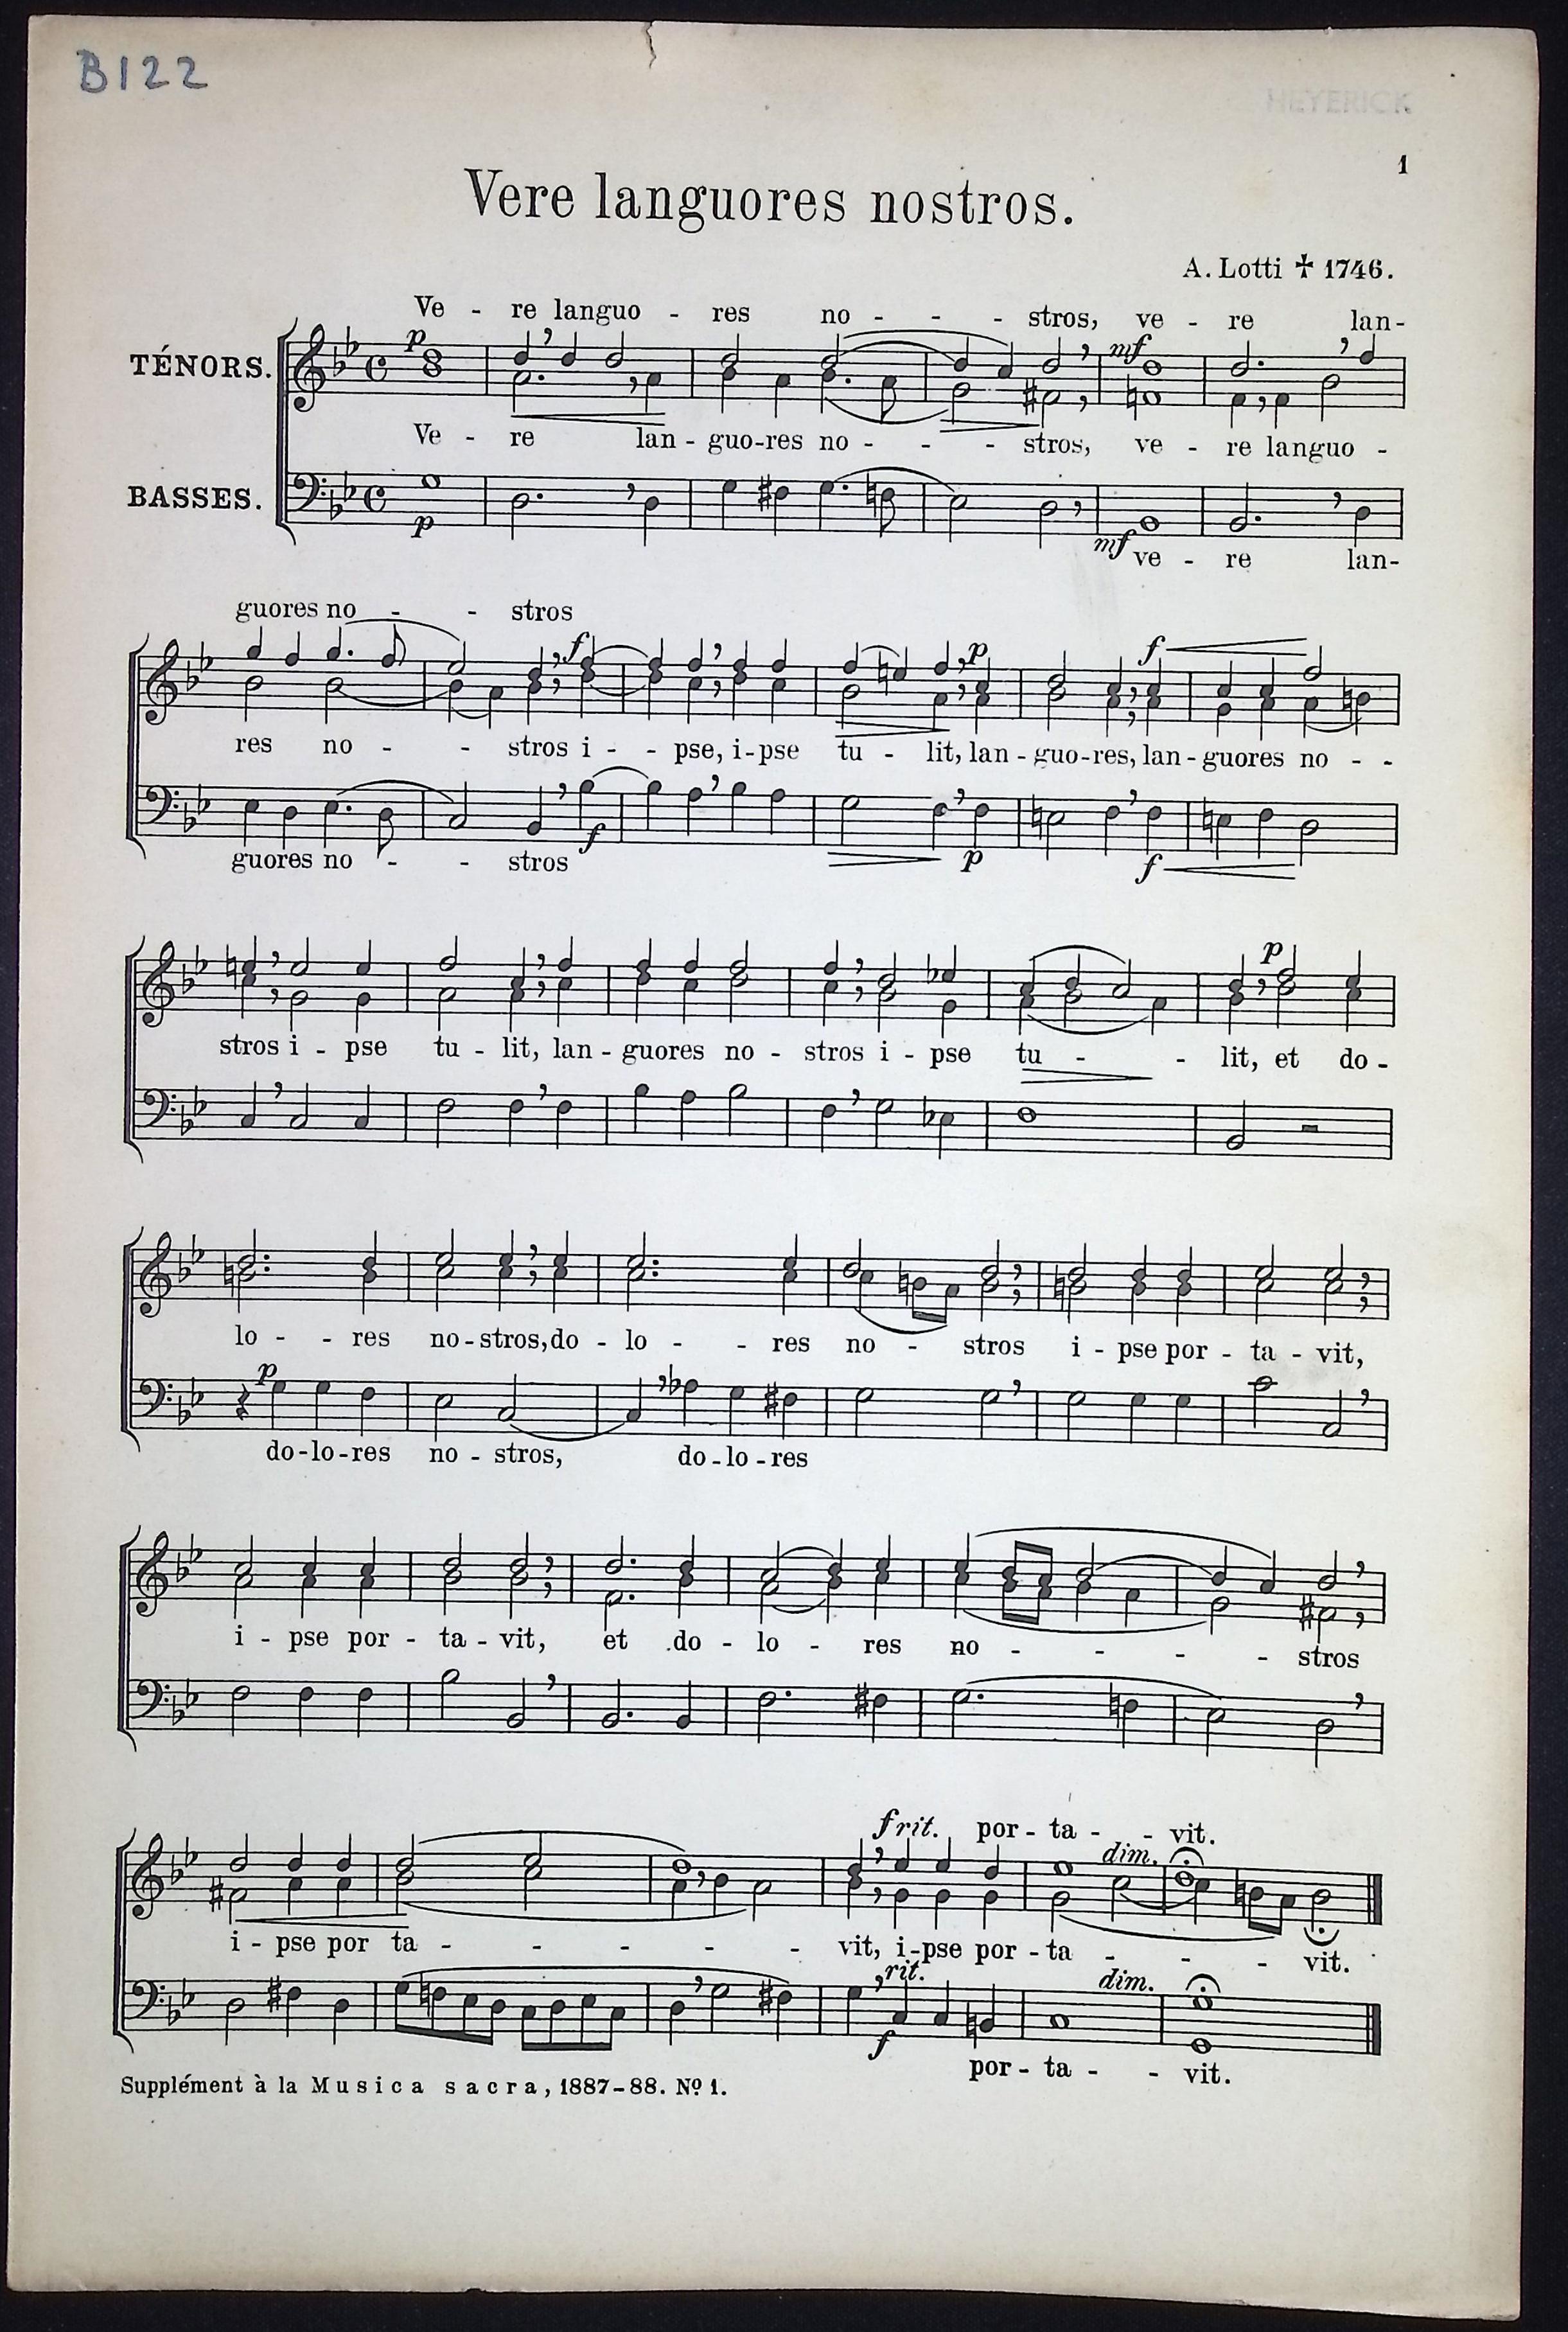 B122
HEYERICK
1
Vere languores nostros.
A. Lotti ✝ 1746.
Ve - re languo - res no - - - stros, ve - re lan-
p mf
TÉNORS.
Ve - re lan - guo-res no - - - stros, ve - re languo -
BASSES.
p mf
ve - re lan-
guores no - - stros
f p f
res no - - stros i - - pse, i-pse tu - lit, lan - guo-res, lan - guores no - -
f p f
guores no - - stros
p
stros i - pse tu - lit, lan - guores no - stros i - pse tu - - lit, et do -
lo - - res no-stros, do - lo - - res no - stros i - pse por - ta - vit,
p
do-lo-res no - stros, do-lo-res
i - pse por - ta - vit, et do - lo - res no - - - - stros
f rit. por - ta - - vit.
dim.
i - pse por ta - - - - - vit, i-pse por - ta - - - vit.
rit. dim.
f
por - ta - - vit.
Supplément à la Musica sacra, 1887-88. Nº 1.